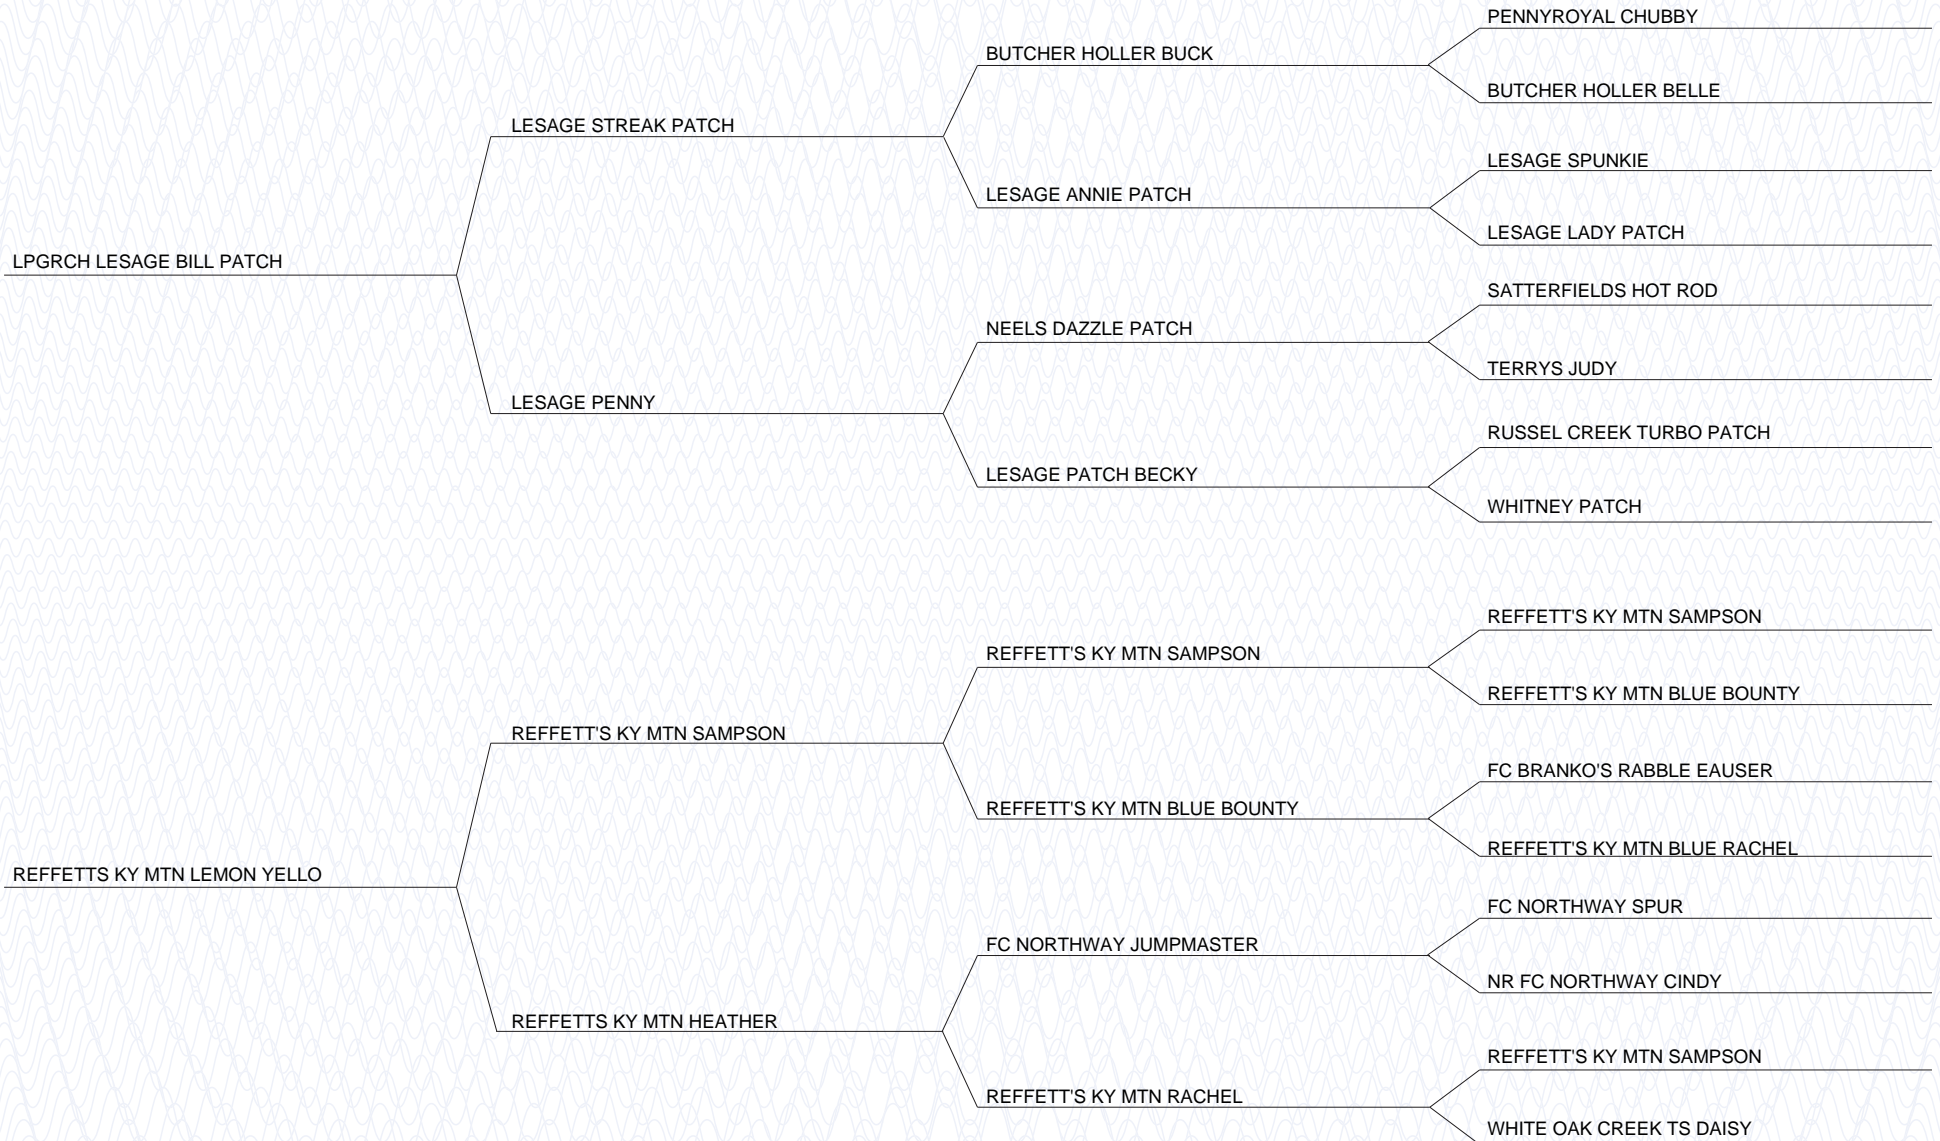 PENNYROYAL CHUBBY
BUTCHER HOLLER BUCK
BUTCHER HOLLER BELLE
LESAGE STREAK PATCH
LESAGE SPUNKIE
LESAGE ANNIE PATCH
LESAGE LADY PATCH
LPGRCH LESAGE BILL PATCH
SATTERFIELDS HOT ROD
NEELS DAZZLE PATCH
TERRYS JUDY
LESAGE PENNY
RUSSEL CREEK TURBO PATCH
LESAGE PATCH BECKY
WHITNEY PATCH
REFFETT'S KY MTN SAMPSON
REFFETT'S KY MTN SAMPSON
REFFETT'S KY MTN BLUE BOUNTY
REFFETT'S KY MTN SAMPSON
FC BRANKO'S RABBLE EAUSER
REFFETT'S KY MTN BLUE BOUNTY
REFFETT'S KY MTN BLUE RACHEL
REFFETTS KY MTN LEMON YELLO
FC NORTHWAY SPUR
FC NORTHWAY JUMPMASTER
NR FC NORTHWAY CINDY
REFFETTS KY MTN HEATHER
REFFETT'S KY MTN SAMPSON
REFFETT'S KY MTN RACHEL
WHITE OAK CREEK TS DAISY